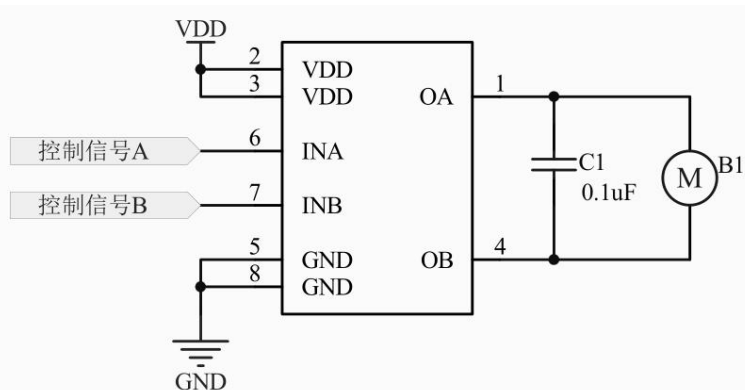 VDD
2 VDD
3 VDD
OA 1
控制信号A 6 INA
C1
M B1
0.1uF
控制信号B 7 INB
5 GND
OB 4
8 GND
GND